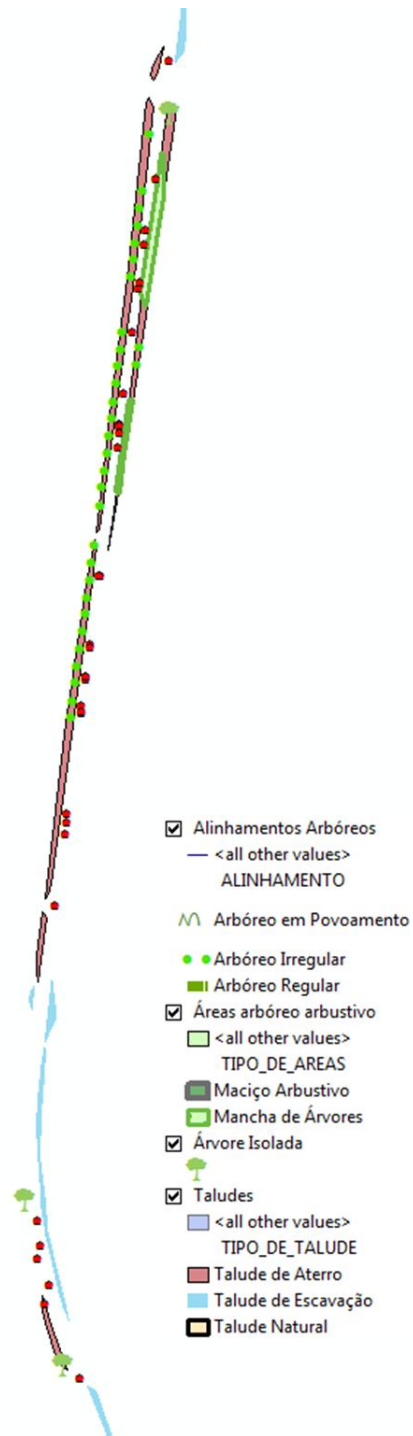 Alinhamentos Arbóreos
<all other values>
ALINHAMENTO
Arbóreo em Povoamento
Arbóreo Irregular
Arbóreo Regular
Áreas arbóreo arbustivo
<all other values>
TIPO_DE_AREAS
Maciço Arbustivo
Mancha de Árvores
Árvore Isolada
Taludes
<all other values>
TIPO_DE_TALUDE
Talude de Aterro
Talude de Escavação
Talude Natural